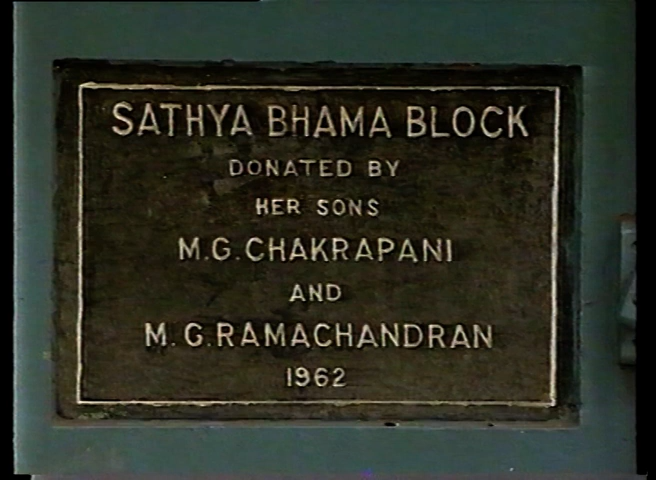 SATHYA BHAMA BLOCK
DONATED BY
HER SONS
M.G.CHAKRAPANI
AND
M.G.RAMACHANDRAN
1962